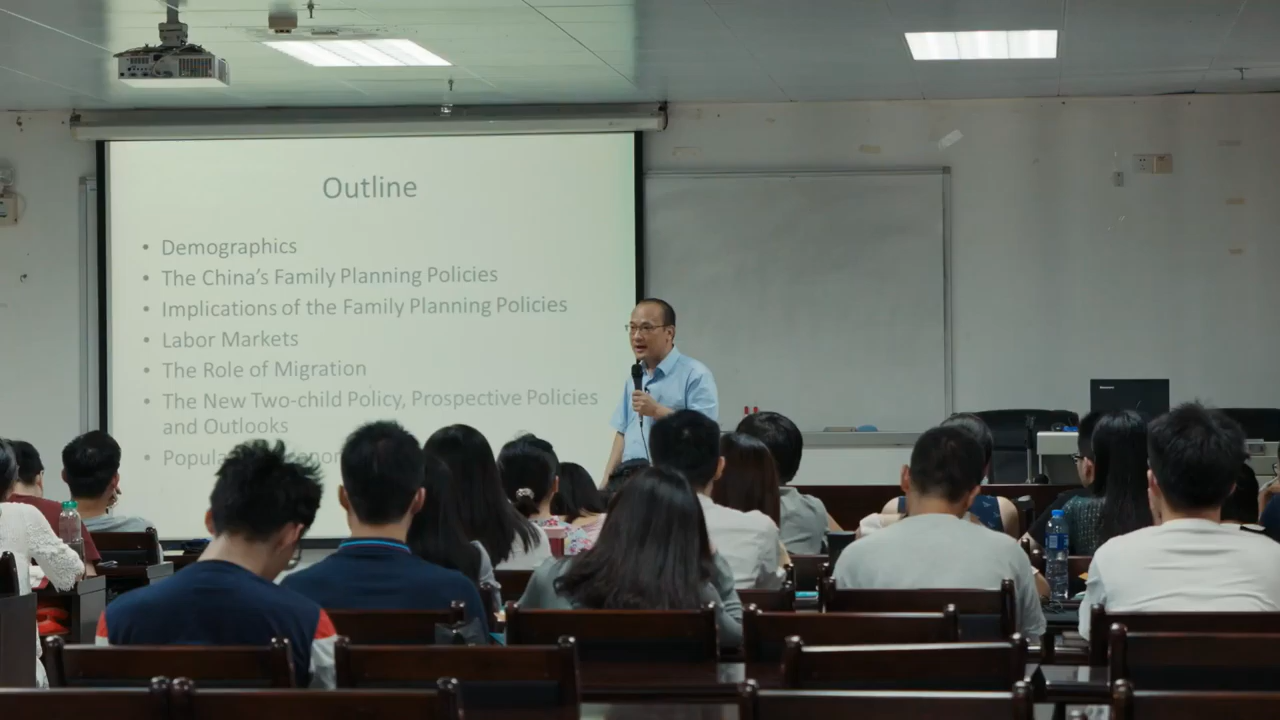 Outline
• Demographics
• The China's Family Planning Policies
• Implications of the Family Planning Policies
• Labor Markets
• The Role of Migration
• The New Two-child Policy, Prospective Policies
and Outlooks